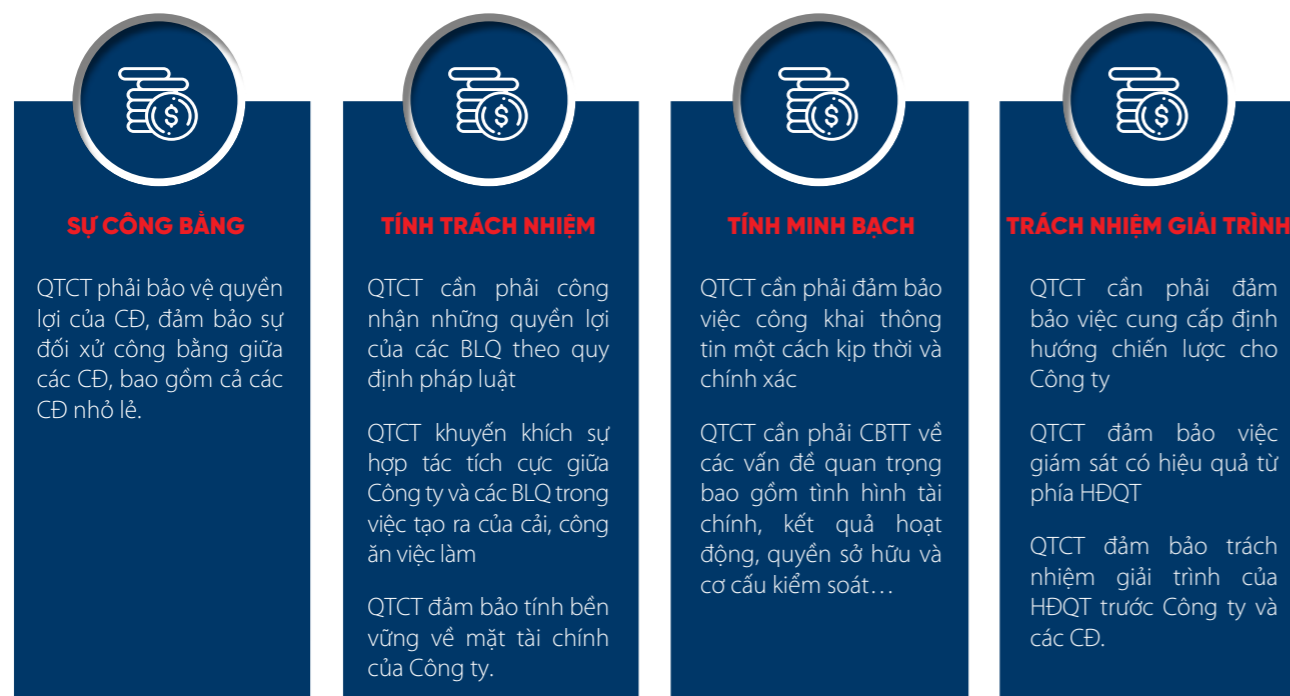 SỰ CÔNG BẰNG
QTCT phải bảo vệ quyền
lợi của CĐ, đảm bảo sự
đối xử công bằng giữa
các CĐ, bao gồm cả các
CĐ nhỏ lẻ.
TÍNH TRÁCH NHIỆM
QTCT cần phải công
nhận những quyền lợi
của các BLQ theo quy
định pháp luật
QTCT khuyến khích sự
hợp tác tích cực giữa
Công ty và các BLQ trong
việc tạo ra của cải, công
ăn việc làm
QTCT đảm bảo tính bền
vững về mặt tài chính
của Công ty.
TÍNH MINH BẠCH
QTCT cần phải đảm bảo
việc công khai thông
tin một cách kịp thời và
chính xác
QTCT cần phải CBTT về
các vấn đề quan trọng
bao gồm tình hình tài
chính, kết quả hoạt
động, quyền sở hữu và
cơ cấu kiểm soát…
TRÁCH NHIỆM GIẢI TRÌNH
QTCT cần phải đảm
bảo việc cung cấp định
hướng chiến lược cho
Công ty
QTCT đảm bảo việc
giám sát có hiệu quả từ
phía HĐQT
QTCT đảm bảo trách
nhiệm giải trình của
HĐQT trước Công ty và
các CĐ.